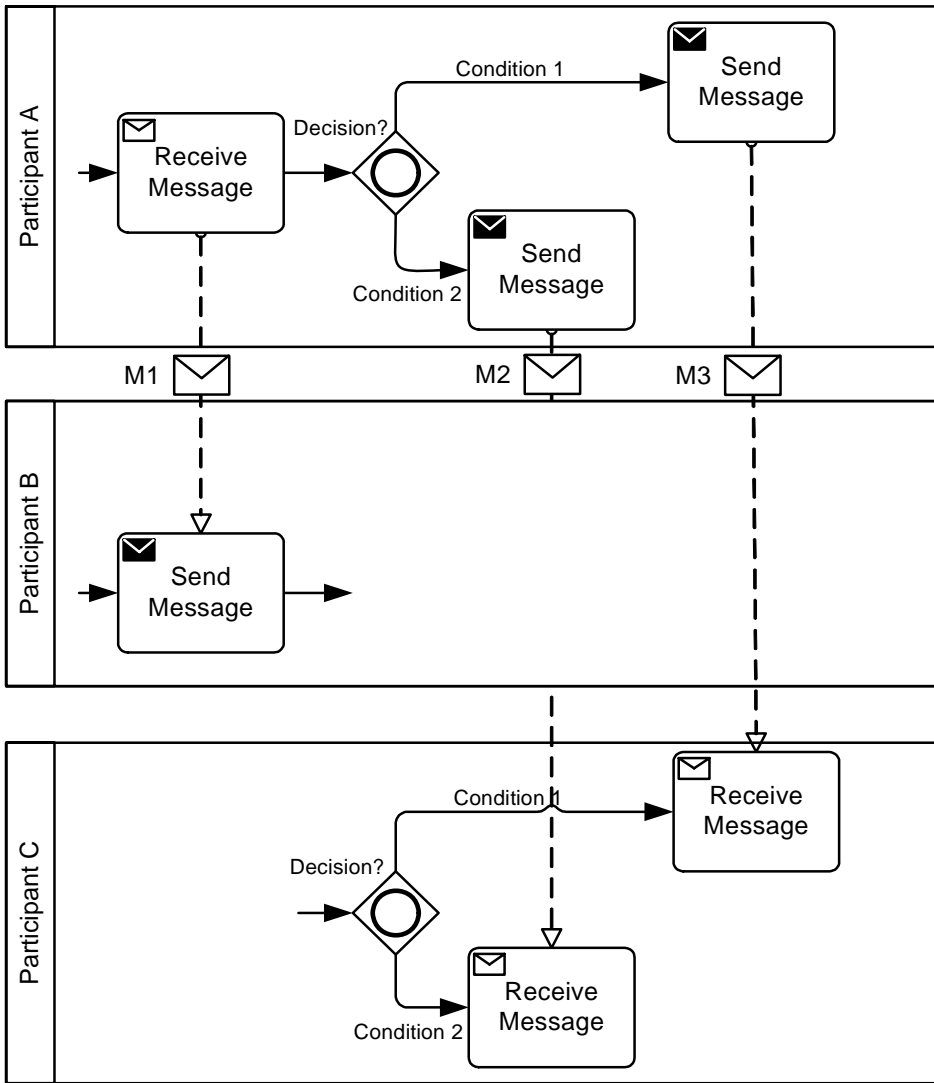 Participant A
Condition 1
Send
Message
Decision?
Receive
Message
Send
Message
Condition 2
M1
M2
M3
Participant B
Send
Message
Participant C
Condition 1
Receive
Message
Decision?
Receive
Message
Condition 2